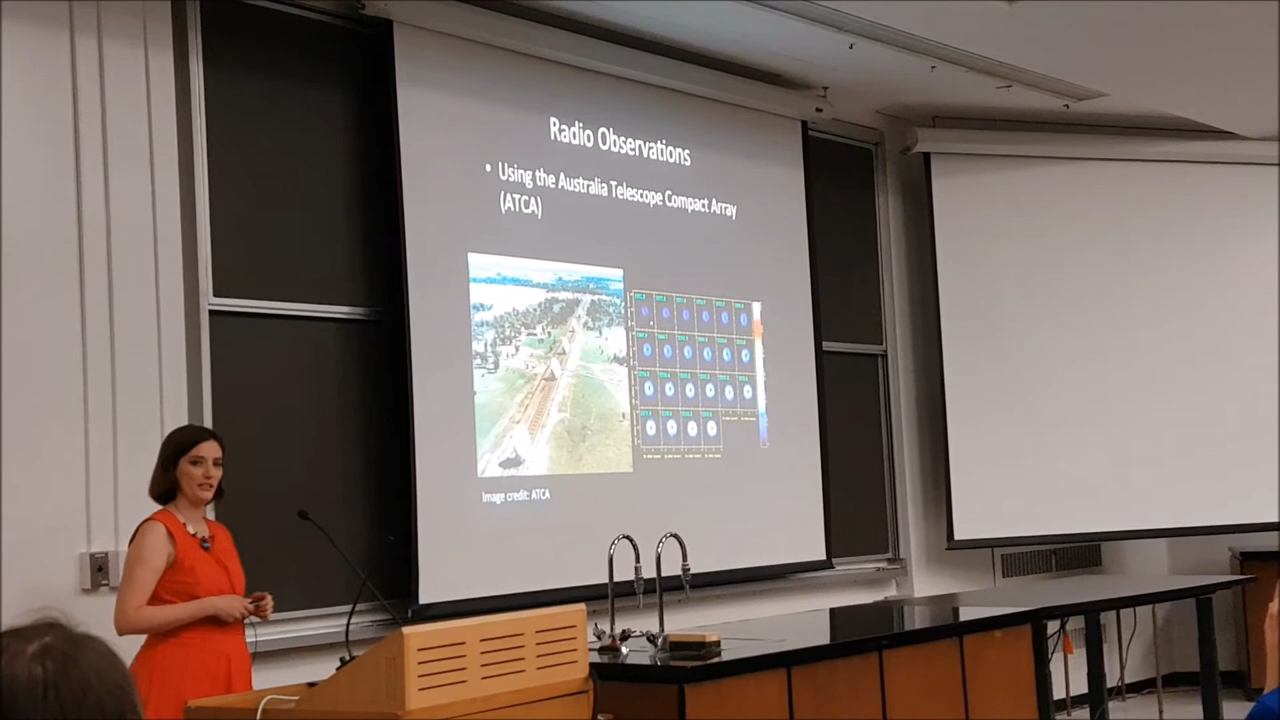 Radio Observations
• Using the Australia Telescope Compact Array
(ATCA)
Image credit: ATCA